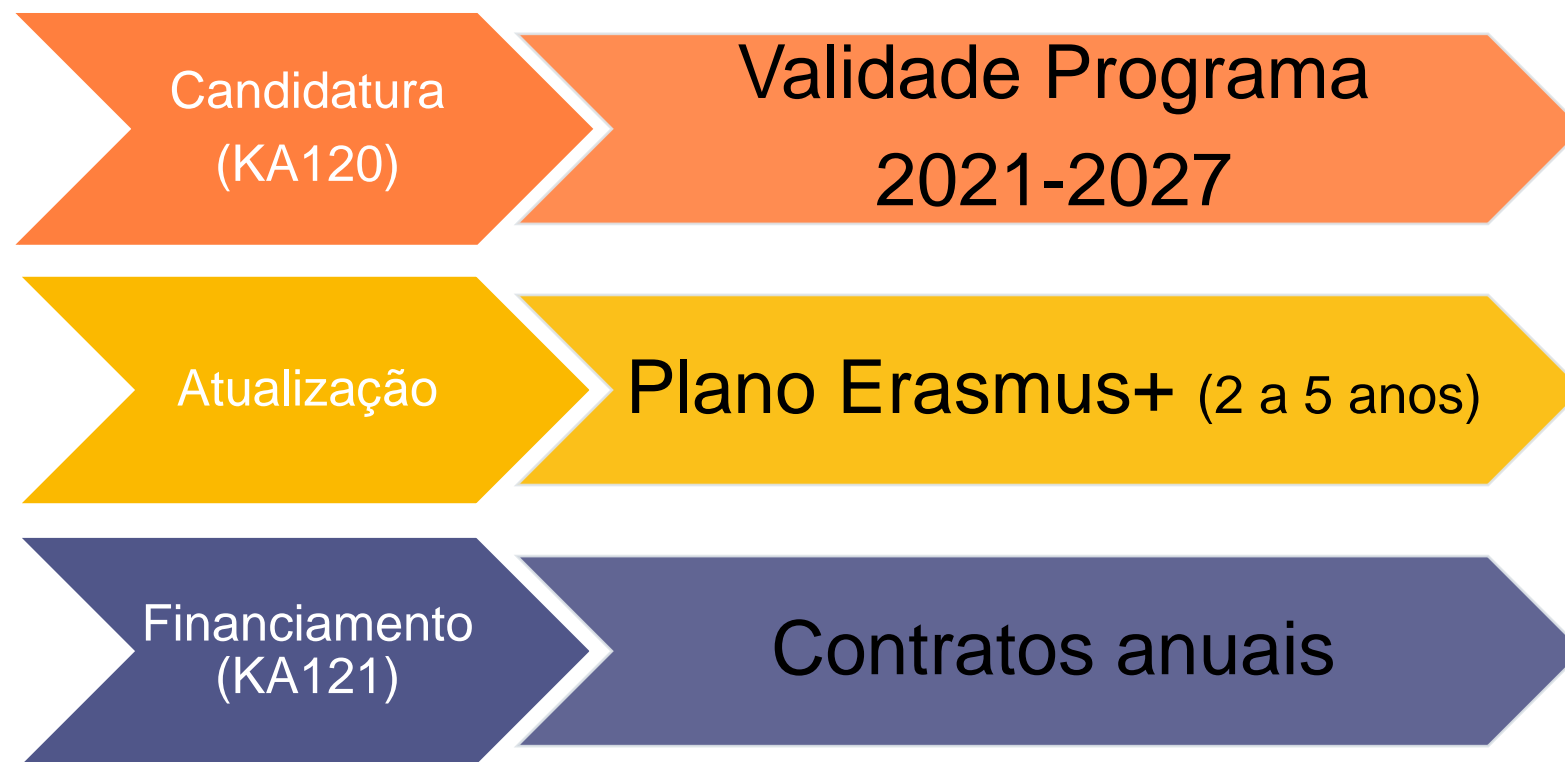 Candidatura
(KA120)
Validade Programa
2021-2027
Atualização
Plano Erasmus+ (2 a 5 anos)
Financiamento
(KA121)
Contratos anuais